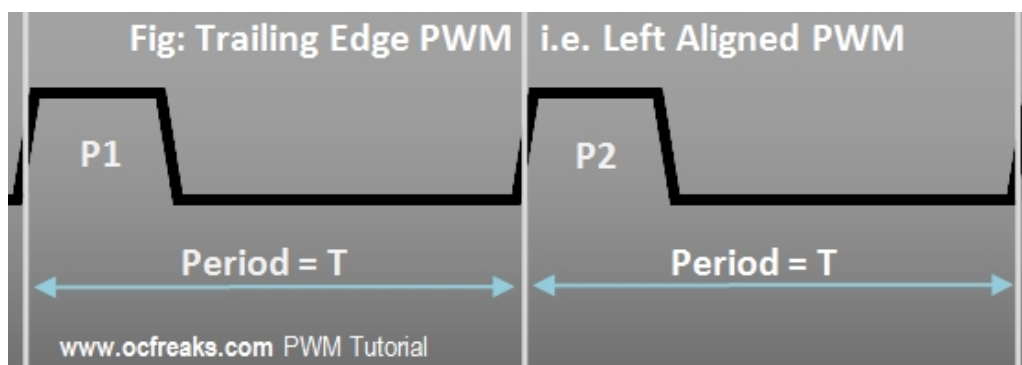 Fig: Trailing Edge PWM i.e. Left Aligned PWM
P1 P2
Period = T Period = T
www.ocfreaks.com PWM Tutorial